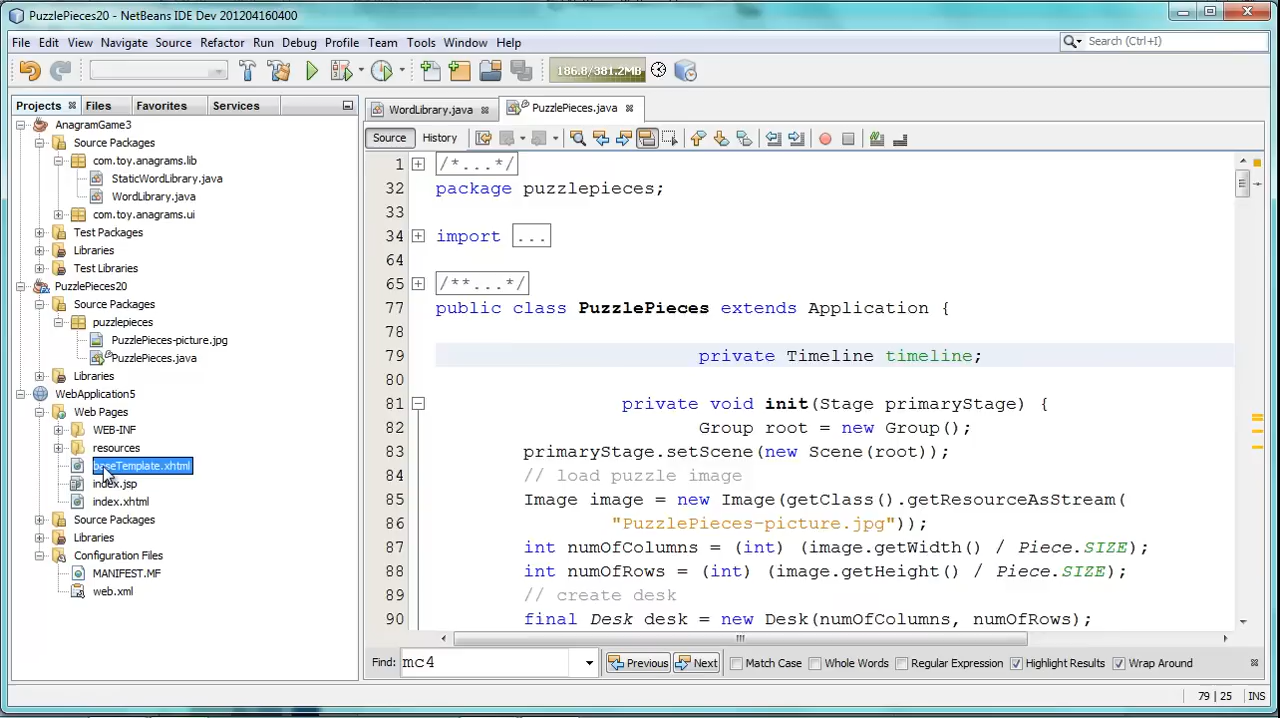 PuzzlePieces20 - NetBeans IDE Dev 201204160400
File Edit View Navigate Source Refactor Run Debug Profile Team Tools Window Help
Search (Ctrl+I)
186.8/381.2MB
Projects Files Favorites Services
WordLibrary.java PuzzlePieces.java
Source History
AnagramGame3
Source Packages
com.toy.anagrams.lib
StaticWordLibrary.java
WordLibrary.java
com.toy.anagrams.ui
Test Packages
Libraries
Test Libraries
PuzzlePieces20
Source Packages
puzzlepieces
PuzzlePieces-picture.jpg
PuzzlePieces.java
Libraries
WebApplication5
Web Pages
WEB-INF
resources
baseTemplate.xhtml
index.jsp
index.xhtml
Source Packages
Libraries
Configuration Files
MANIFEST.MF
web.xml
1 /*...*/
32 package puzzlepieces;
33
34 import ...
64
65 /**...*/
77 public class PuzzlePieces extends Application {
78
79 private Timeline timeline;
80
81 private void init(Stage primaryStage) {
82 Group root = new Group();
83 primaryStage.setScene(new Scene(root));
84 // load puzzle image
85 Image image = new Image(getClass().getResourceAsStream(
86 "PuzzlePieces-picture.jpg"));
87 int numOfColumns = (int) (image.getWidth() / Piece.SIZE);
88 int numOfRows = (int) (image.getHeight() / Piece.SIZE);
89 // create desk
90 final Desk desk = new Desk(numOfColumns, numOfRows);
Find: mc4 Previous Next Match Case Whole Words Regular Expression Highlight Results Wrap Around
79 | 25 INS